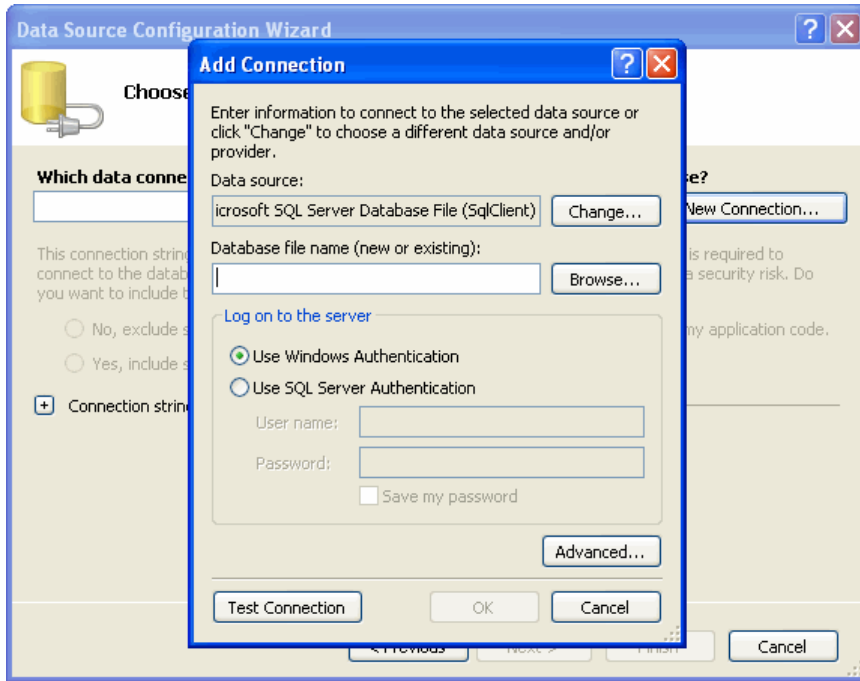 Data Source Configuration Wizard
Choose
Which data conne
se?
New Connection...
This connection string
is required to
connect to the datab
a security risk. Do
you want to include t
No, exclude s
my application code.
Yes, include s
Connection strin
Add Connection
Enter information to connect to the selected data source or
click "Change" to choose a different data source and/or
provider.
Data source:
icrosoft SQL Server Database File (SqlClient)
Change...
Database file name (new or existing):
Browse...
Log on to the server
Use Windows Authentication
Use SQL Server Authentication
User name:
Password:
Save my password
Advanced...
Test Connection
OK
Cancel
< Previous
Next >
Finish
Cancel